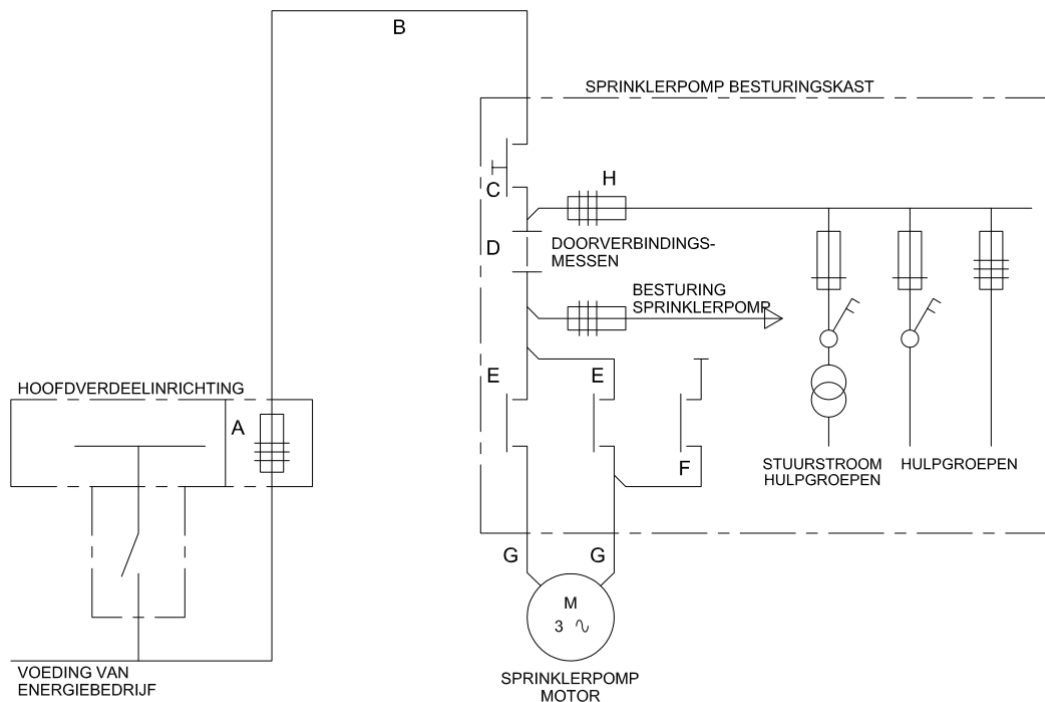 B
SPRINKLERPOMP BESTURINGSKAST
C
H
D
DOORVERBINDINGS-
MESSEN
BESTURING
SPRINKLERPOMP
E
E
HOOFDVERDEELINRICHTING
A
F
STUURSTROOM
HULPGROEPEN
HULPGROEPEN
G
G
M
3 ∿
VOEDING VAN
ENERGIEBEDRIJF
SPRINKLERPOMP
MOTOR